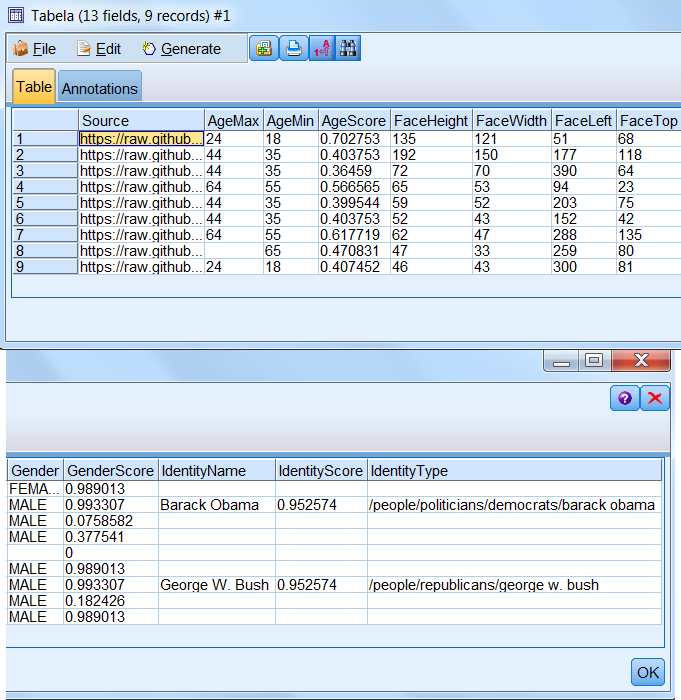 Tabela (13 fields, 9 records) #1
File Edit Generate
Table Annotations
Source AgeMax AgeMin AgeScore FaceHeight FaceWidth FaceLeft FaceTop
1 https://raw.github... 24 18 0.702753 135 121 51 68
2 https://raw.github... 44 35 0.403753 192 150 177 118
3 https://raw.github... 44 35 0.36459 72 70 390 64
4 https://raw.github... 64 55 0.566565 65 53 94 23
5 https://raw.github... 44 35 0.399544 59 52 203 75
6 https://raw.github... 44 35 0.403753 52 43 152 42
7 https://raw.github... 64 55 0.617719 62 47 288 135
8 https://raw.github... 65 0.470831 47 33 259 80
9 https://raw.github... 24 18 0.407452 46 43 300 81
Gender GenderScore IdentityName IdentityScore IdentityType
FEMA... 0.989013
MALE 0.993307 Barack Obama 0.952574 /people/politicians/democrats/barack obama
MALE 0.0758582
MALE 0.377541
0
MALE 0.989013
MALE 0.993307 George W. Bush 0.952574 /people/republicans/george w. bush
MALE 0.182426
MALE 0.989013
OK